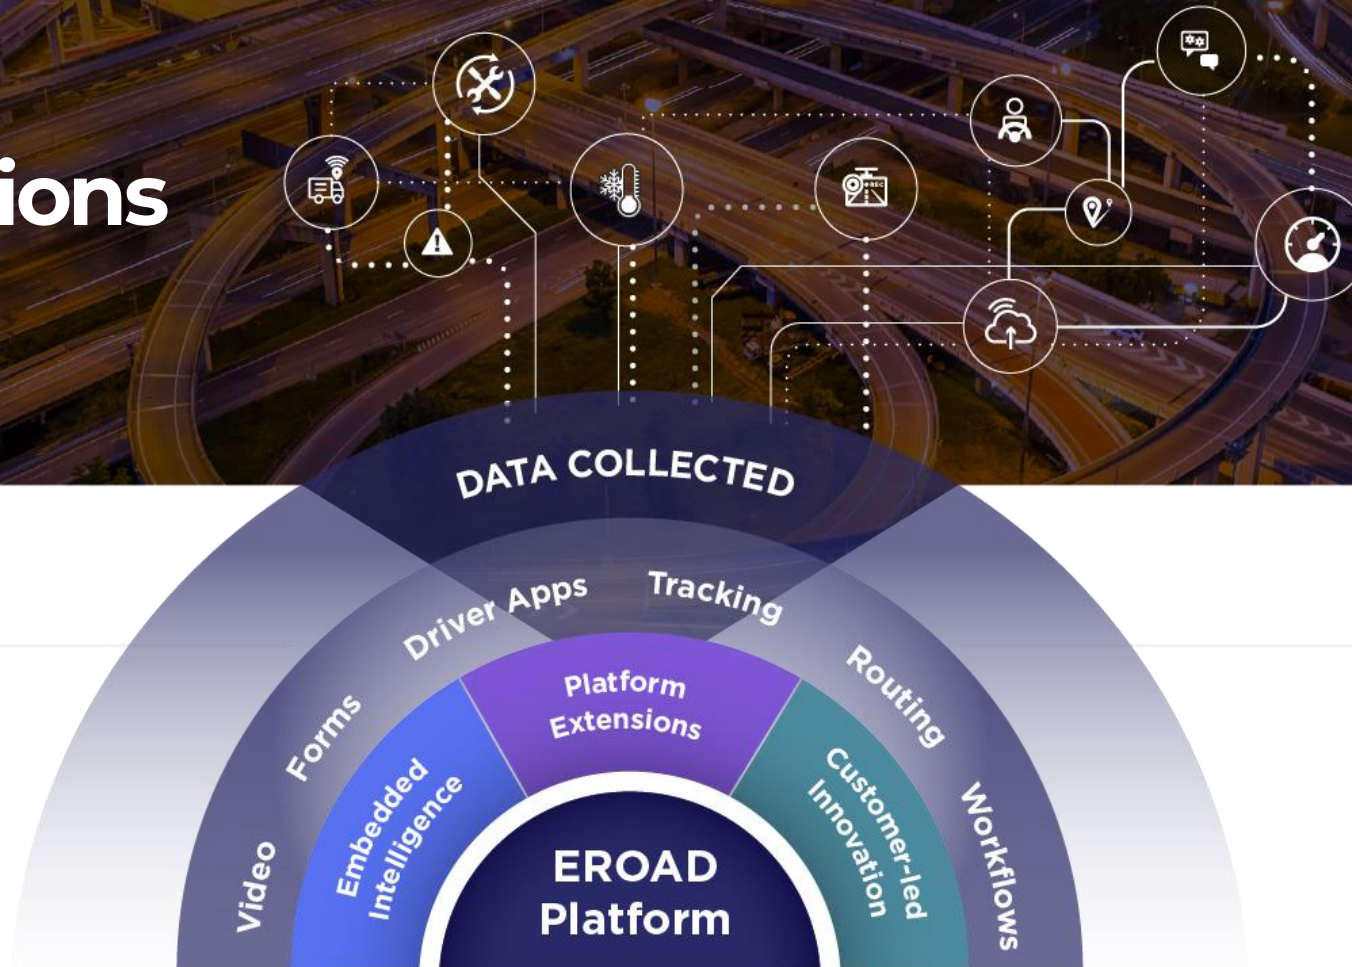 ions
REC
DATA COLLECTED
Driver Apps
Tracking
Forms
Routing
Video
Workflows
Platform
Extensions
Embedded
Intelligence
Customer-led
Innovation
EROAD
Platform